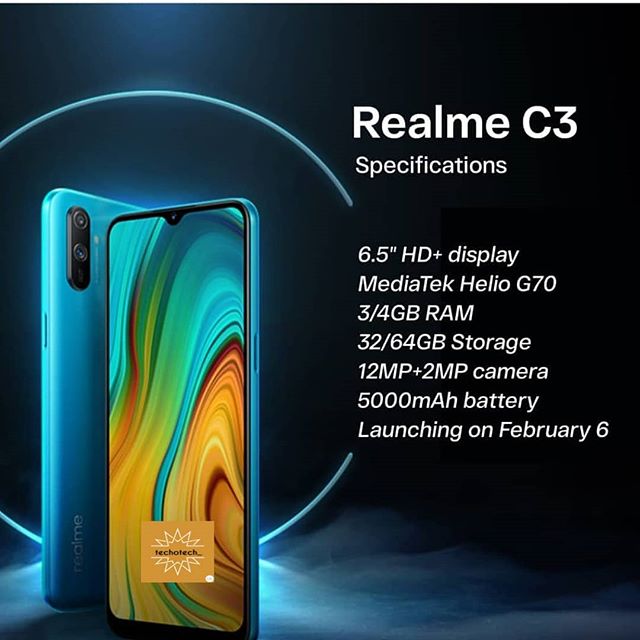 Realme C3
Specifications
6.5" HD+ display
MediaTek Helio G70
3/4GB RAM
32/64GB Storage
12MP+2MP camera
5000mAh battery
Launching on February 6
realme
techotech_